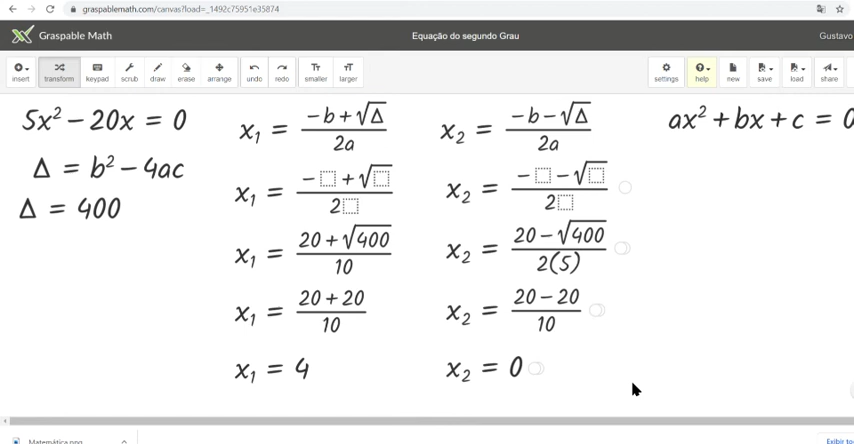 graspablemath.com/canvas?load=_1492c75951e35874
Graspable Math
Equação do segundo Grau
Gustavo
insert transform keypad scrub draw erase arrange undo redo smaller larger settings help new save load share
5x² − 20x = 0
Δ = b² − 4ac
Δ = 400
x₁ = (−b + √Δ) / 2a
x₁ = (−□ + √□) / 2□
x₁ = (20 + √400) / 10
x₁ = (20 + 20) / 10
x₁ = 4
x₂ = (−b − √Δ) / 2a
x₂ = (−□ − √□) / 2□
x₂ = (20 − √400) / 2(5)
x₂ = (20 − 20) / 10
x₂ = 0
ax² + bx + c = 0
Matemática.png
Exibir to